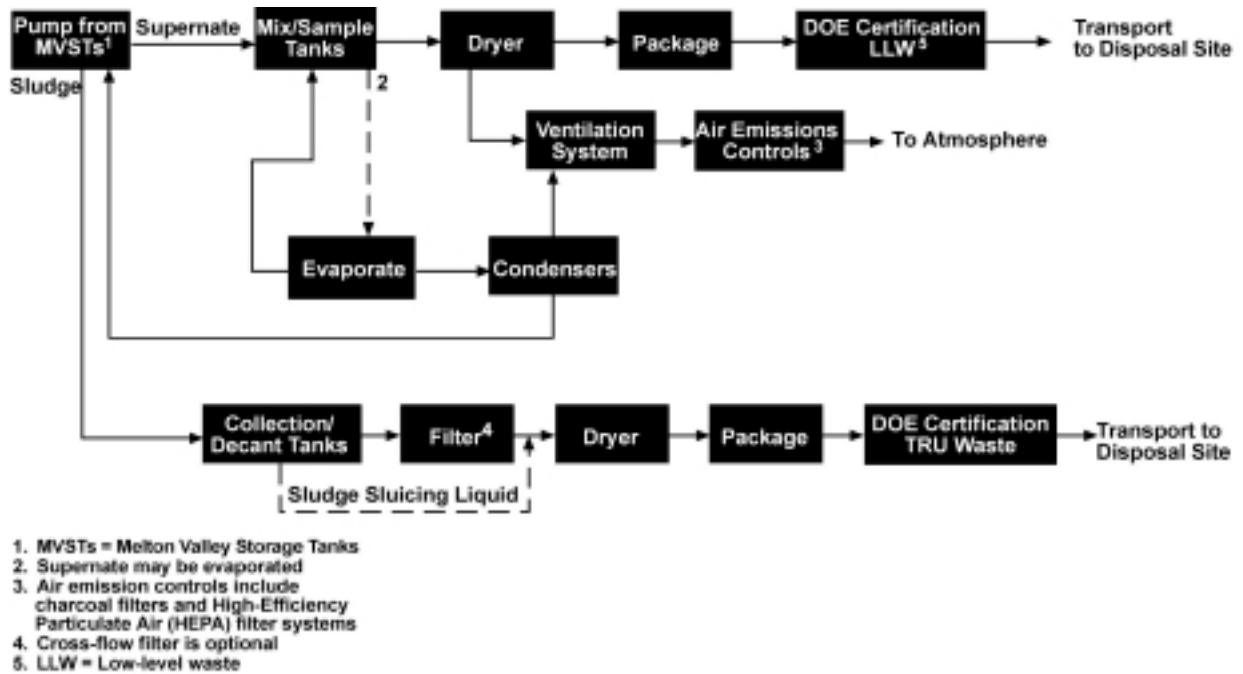 Pump from
MVSTs1
Supernate
Mix/Sample
Tanks
Dryer
Package
DOE Certification
LLW5
Transport
to Disposal Site
Sludge
2
Ventilation
System
Air Emissions
Controls3
To Atmosphere
Evaporate
Condensers
Collection/
Decant Tanks
Filter4
Dryer
Package
DOE Certification
TRU Waste
Transport to
Disposal Site
Sludge Sluicing Liquid
1. MVSTs = Melton Valley Storage Tanks
2. Supernate may be evaporated
3. Air emission controls include
charcoal filters and High-Efficiency
Particulate Air (HEPA) filter systems
4. Cross-flow filter is optional
5. LLW = Low-level waste